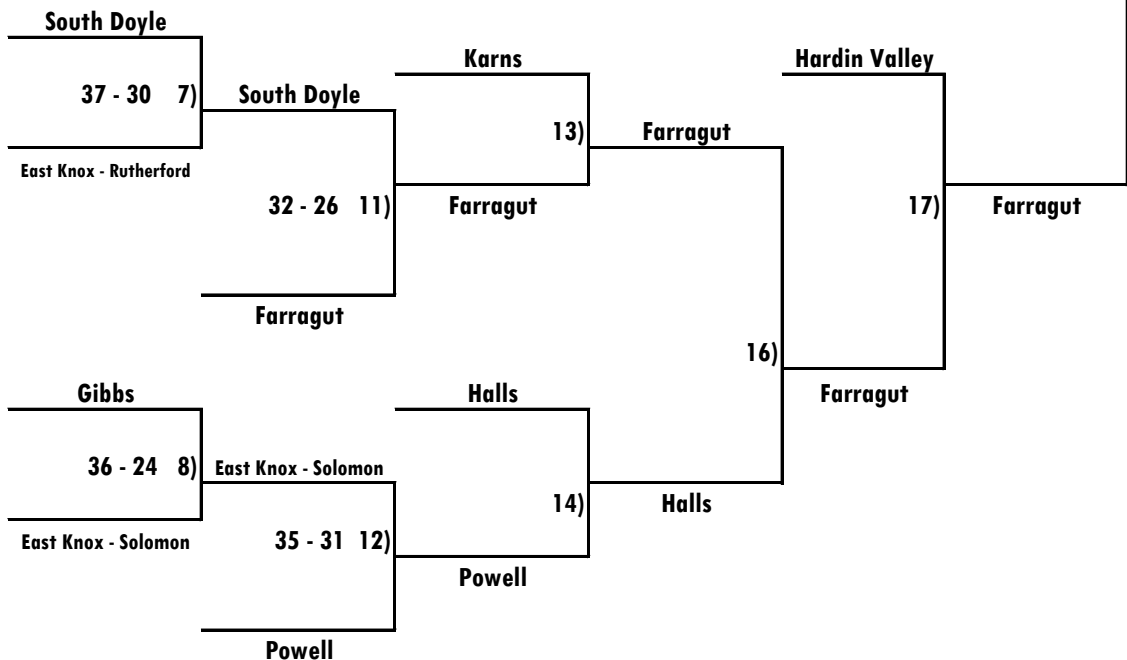 South Doyle
Karns
Hardin Valley
37 - 30 7)
South Doyle
13)
Farragut
East Knox - Rutherford
32 - 26 11)
Farragut
17)
Farragut
Farragut
16)
Gibbs
Halls
Farragut
36 - 24 8)
East Knox - Solomon
14)
Halls
East Knox - Solomon
35 - 31 12)
Powell
Powell